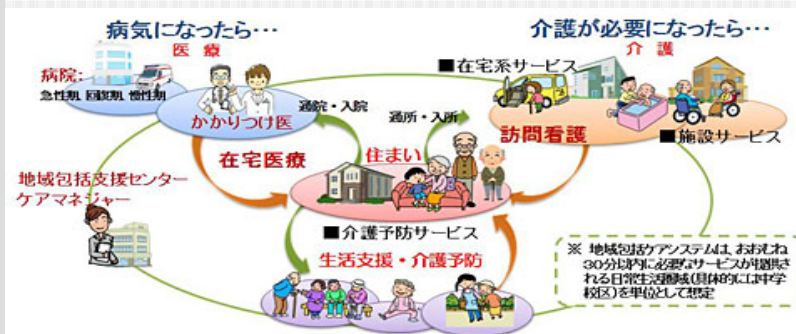 病気になったら…
医 療
介護が必要になったら…
介 護
病院:
急性期、回復期、慢性期
かかりつけ医
■在宅系サービス
通院・入院
通所・入所
訪問看護
■施設サービス
在宅医療
住まい
地域包括支援センター
ケアマネジャー
■介護予防サービス
生活支援・介護予防
※ 地域包括ケアシステムは、おおむね
30分以内に必要なサービスが提供さ
れる日常生活圏域(具体的には中学
校区)を単位として想定